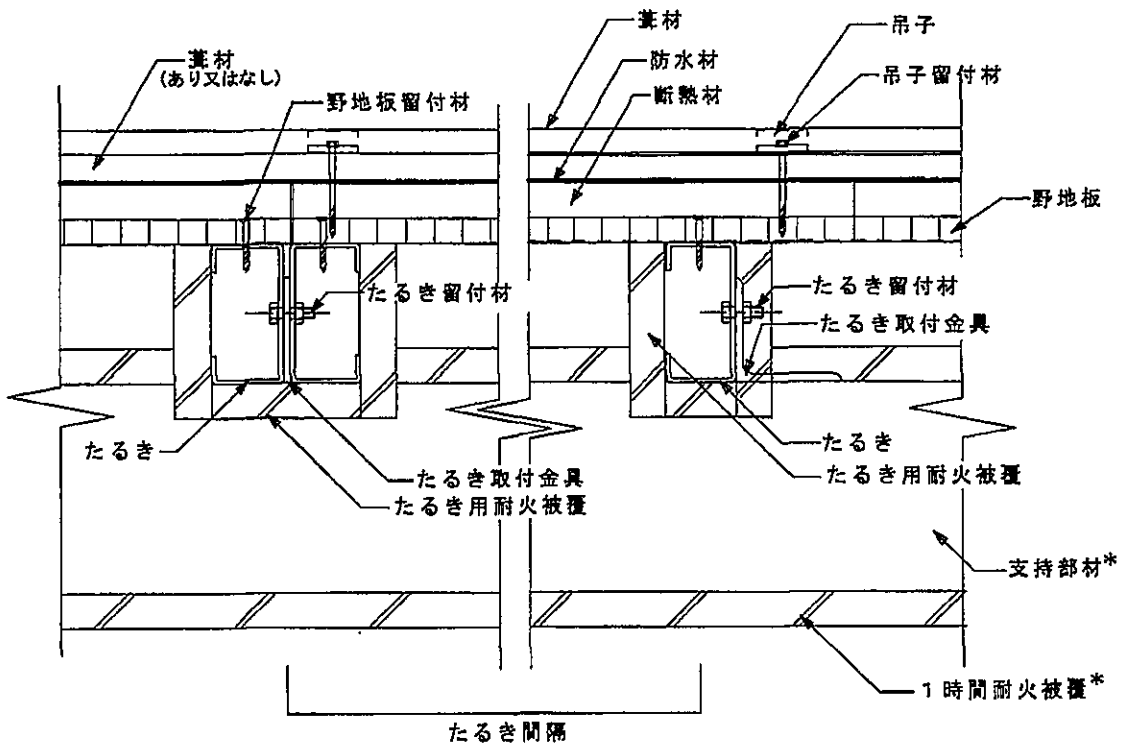 葺材
(あり又はなし)
野地板留付材
葺材
防水材
断熱材
吊子
吊子留付材
野地板
たるき留付材
たるき留付材
たるき取付金具
たるき
たるき取付金具
たるき用耐火被覆
たるき
たるき用耐火被覆
支持部材*
1時間耐火被覆*
たるき間隔